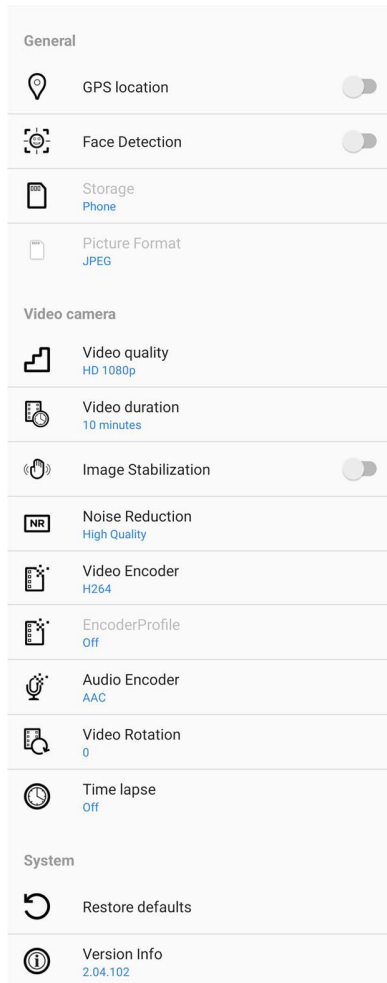 General
GPS location
Face Detection
Storage
Phone
Picture Format
JPEG
Video camera
Video quality
HD 1080p
Video duration
10 minutes
Image Stabilization
NR
Noise Reduction
High Quality
Video Encoder
H264
EncoderProfile
Off
Audio Encoder
AAC
Video Rotation
0
Time lapse
Off
System
Restore defaults
Version Info
2.04.102